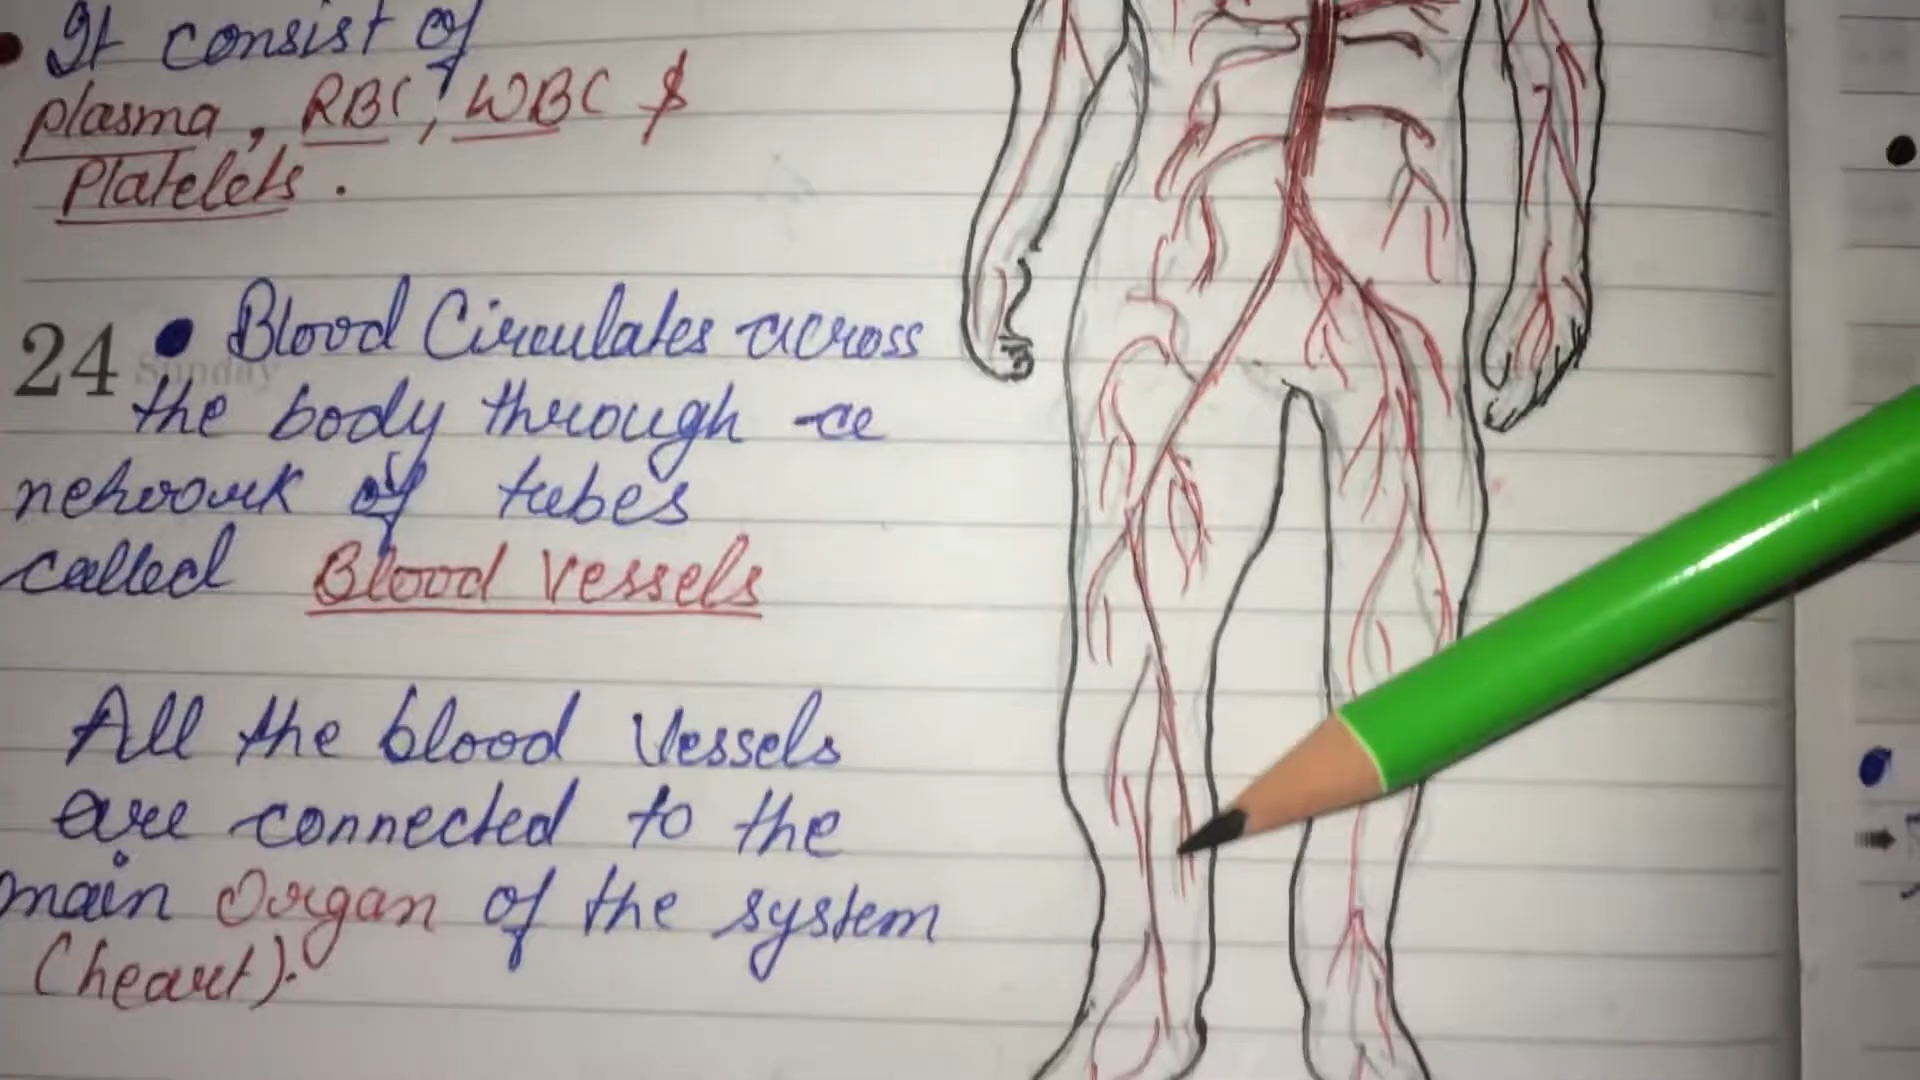 It consist of
Plasma, RBC, WBC &
Platelets.
24 • Blood Circulates across
Sunday
the body through a
network of tubes
called Blood Vessels
All the blood Vessels
are connected to the
main Organ of the system
(heart).